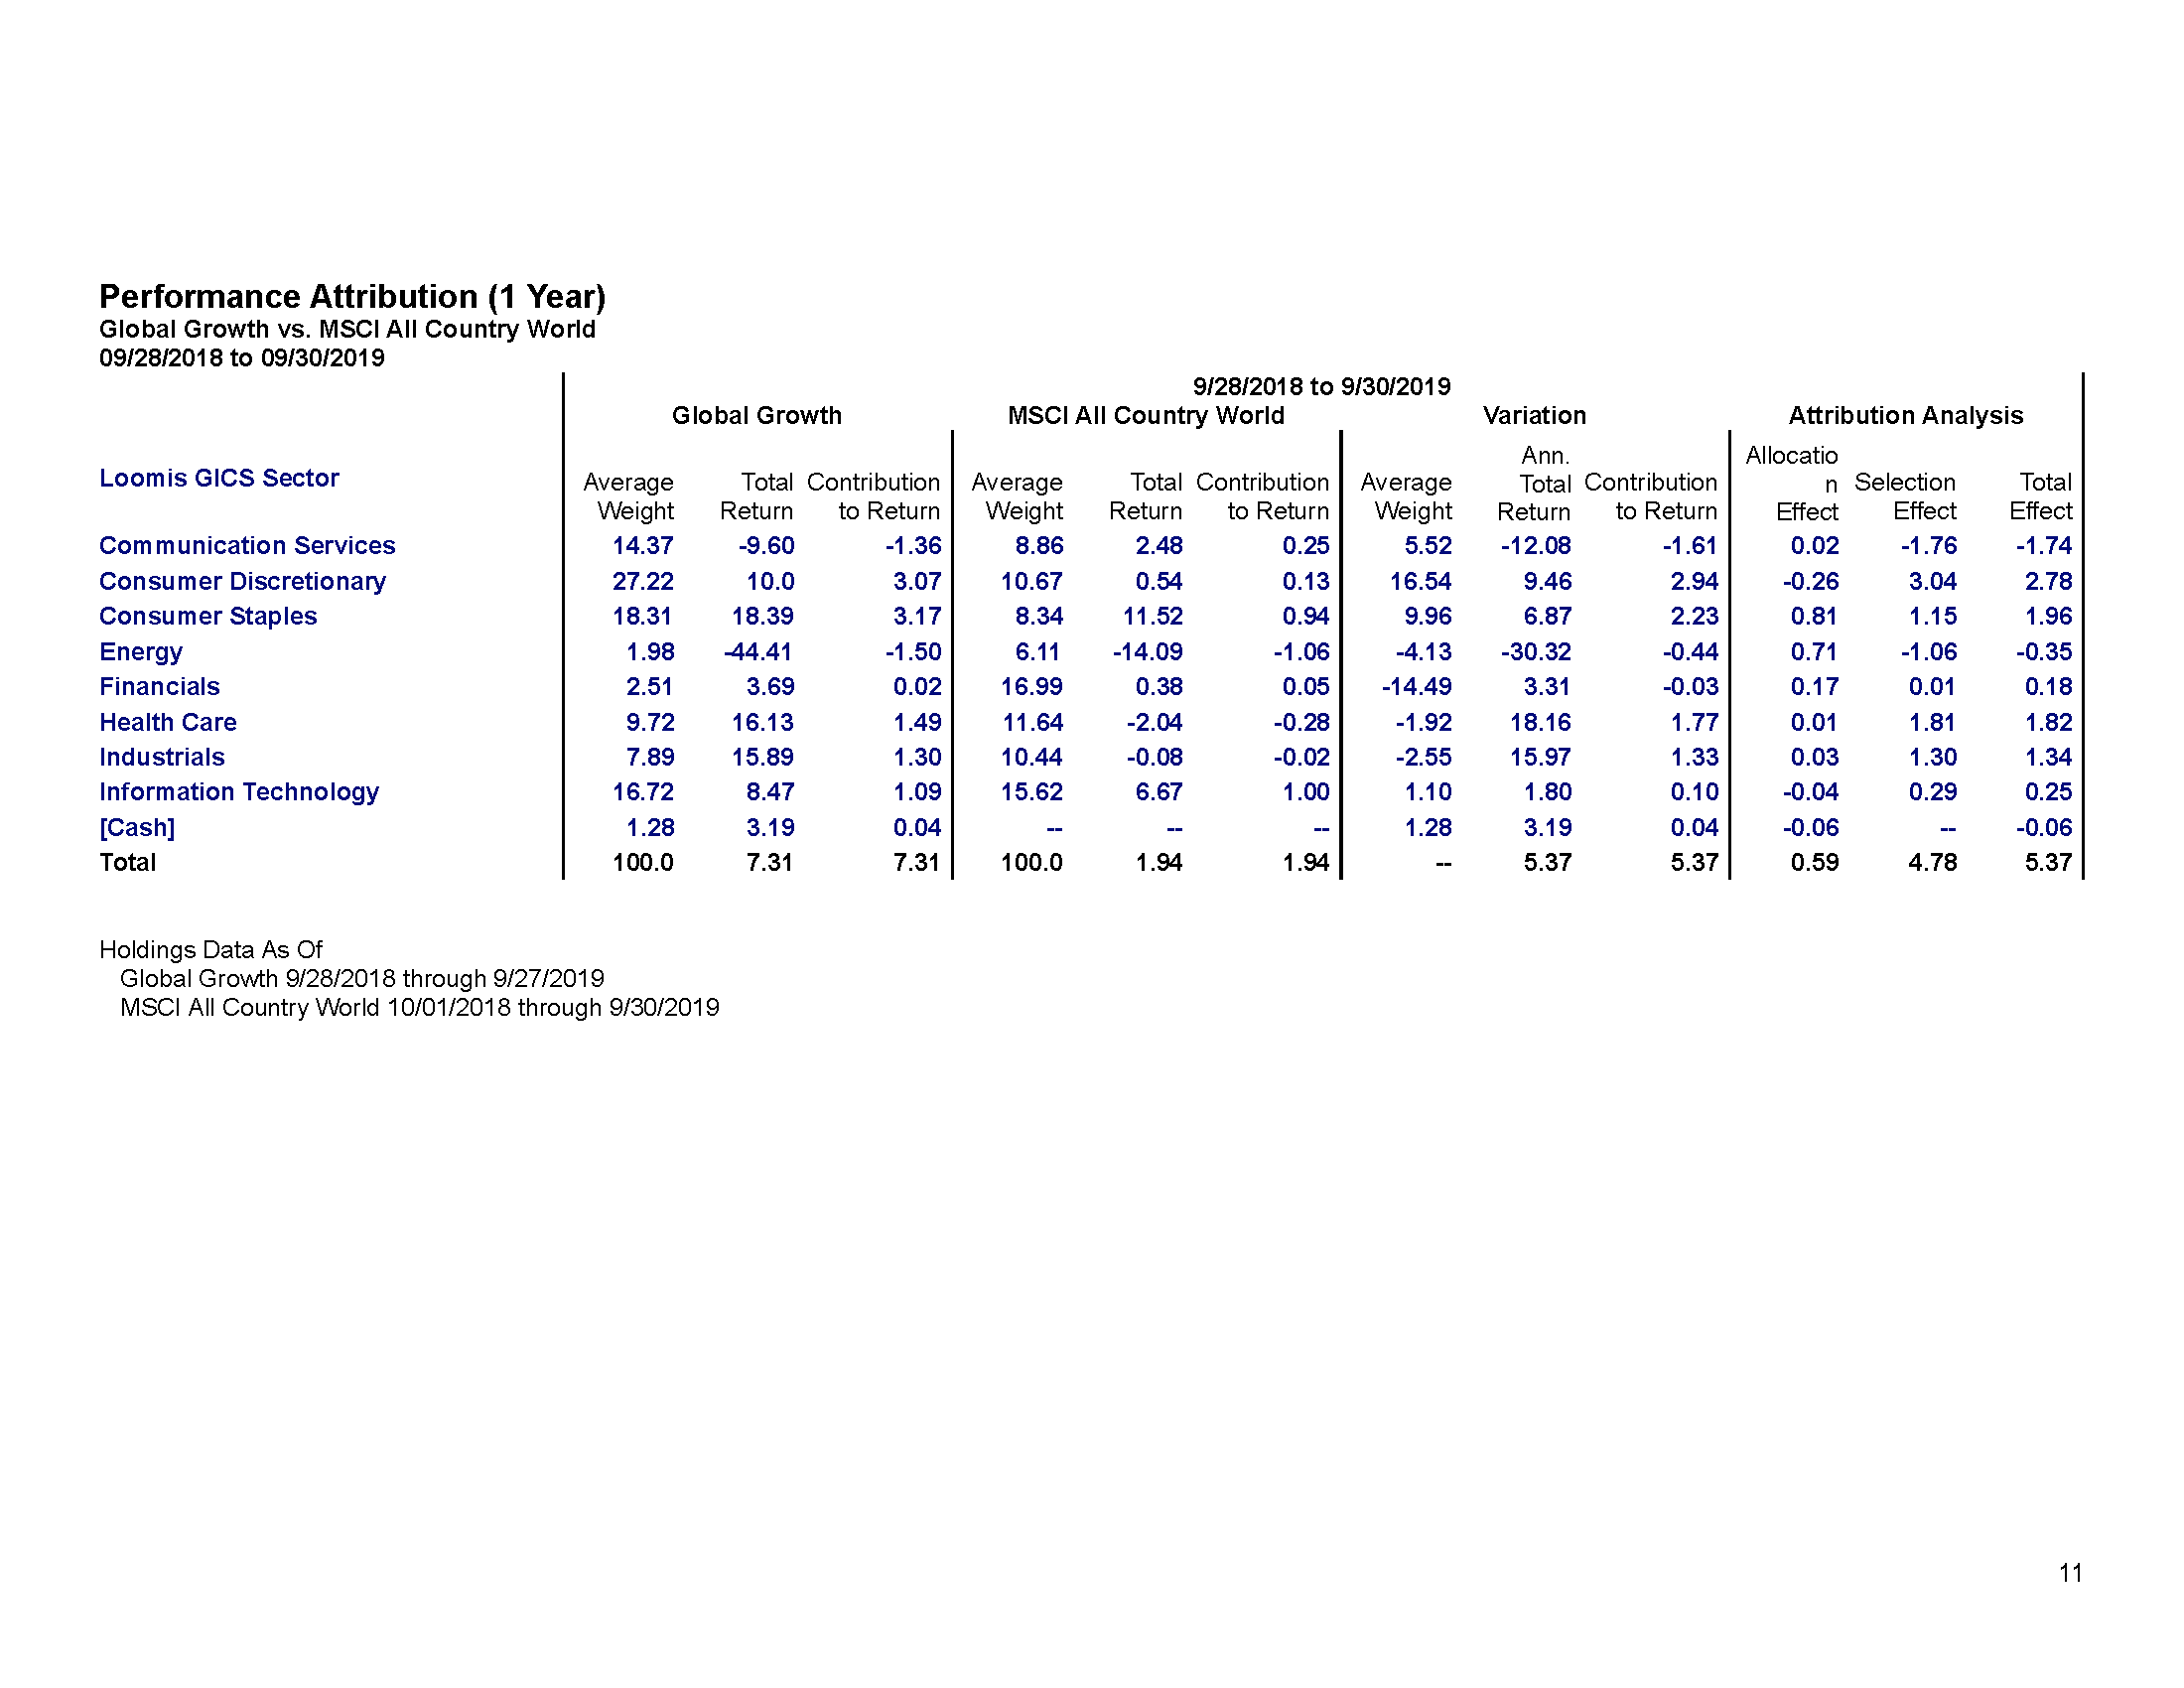 Performance Attribution (1 Year)
Global Growth vs. MSCI All Country World
09/28/2018 to 09/30/2019
9/28/2018 to 9/30/2019
Global Growth MSCI All Country World Variation Attribution Analysis
Loomis GICS Sector Average Weight Total Return Contribution to Return Average Weight Total Return Contribution to Return Average Weight Ann. Total Return Contribution to Return Allocatio n Effect Selection Effect Total Effect
Communication Services 14.37 -9.60 -1.36 8.86 2.48 0.25 5.52 -12.08 -1.61 0.02 -1.76 -1.74
Consumer Discretionary 27.22 10.0 3.07 10.67 0.54 0.13 16.54 9.46 2.94 -0.26 3.04 2.78
Consumer Staples 18.31 18.39 3.17 8.34 11.52 0.94 9.96 6.87 2.23 0.81 1.15 1.96
Energy 1.98 -44.41 -1.50 6.11 -14.09 -1.06 -4.13 -30.32 -0.44 0.71 -1.06 -0.35
Financials 2.51 3.69 0.02 16.99 0.38 0.05 -14.49 3.31 -0.03 0.17 0.01 0.18
Health Care 9.72 16.13 1.49 11.64 -2.04 -0.28 -1.92 18.16 1.77 0.01 1.81 1.82
Industrials 7.89 15.89 1.30 10.44 -0.08 -0.02 -2.55 15.97 1.33 0.03 1.30 1.34
Information Technology 16.72 8.47 1.09 15.62 6.67 1.00 1.10 1.80 0.10 -0.04 0.29 0.25
[Cash] 1.28 3.19 0.04 -- -- -- 1.28 3.19 0.04 -0.06 -- -0.06
Total 100.0 7.31 7.31 100.0 1.94 1.94 -- 5.37 5.37 0.59 4.78 5.37
Holdings Data As Of
Global Growth 9/28/2018 through 9/27/2019
MSCI All Country World 10/01/2018 through 9/30/2019
11